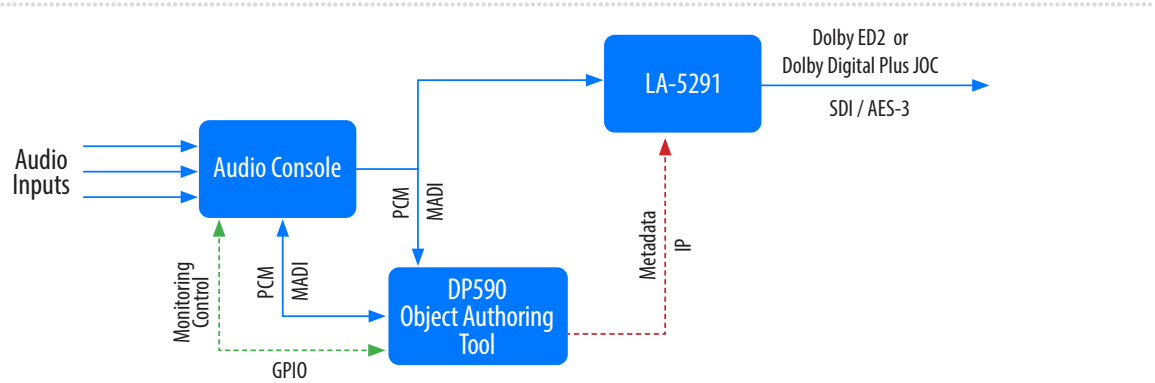 Dolby ED2 or
Dolby Digital Plus JOC
LA-5291
SDI / AES-3
Audio
Inputs
Audio Console
PCM
MADI
Metadata
IP
Monitoring
Control
PCM
MADI
DP590
Object Authoring
Tool
GPIO